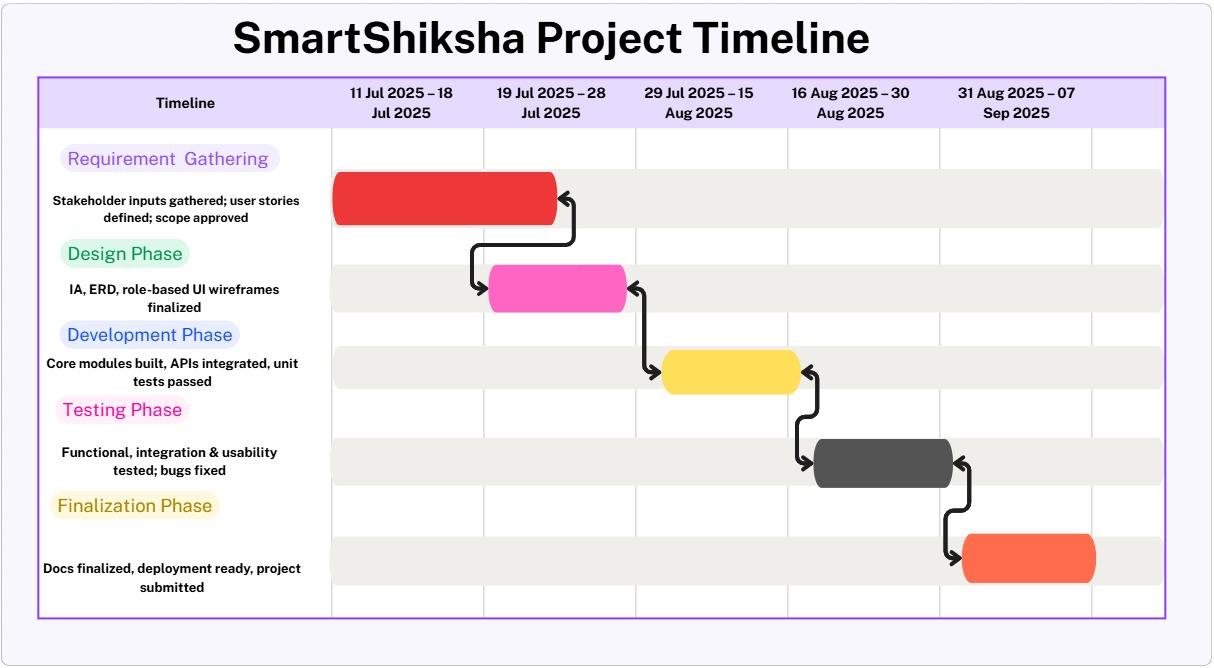 SmartShiksha Project Timeline
Timeline
11 Jul 2025 – 18
Jul 2025
19 Jul 2025 – 28
Jul 2025
29 Jul 2025 – 15
Aug 2025
16 Aug 2025 – 30
Aug 2025
31 Aug 2025 – 07
Sep 2025
Requirement  Gathering
Stakeholder inputs gathered; user stories
defined; scope approved
Design Phase
IA, ERD, role-based UI wireframes
finalized
Development Phase
Core modules built, APIs integrated, unit
tests passed
Testing Phase
Functional, integration & usability
tested; bugs fixed
Finalization Phase
Docs finalized, deployment ready, project
submitted